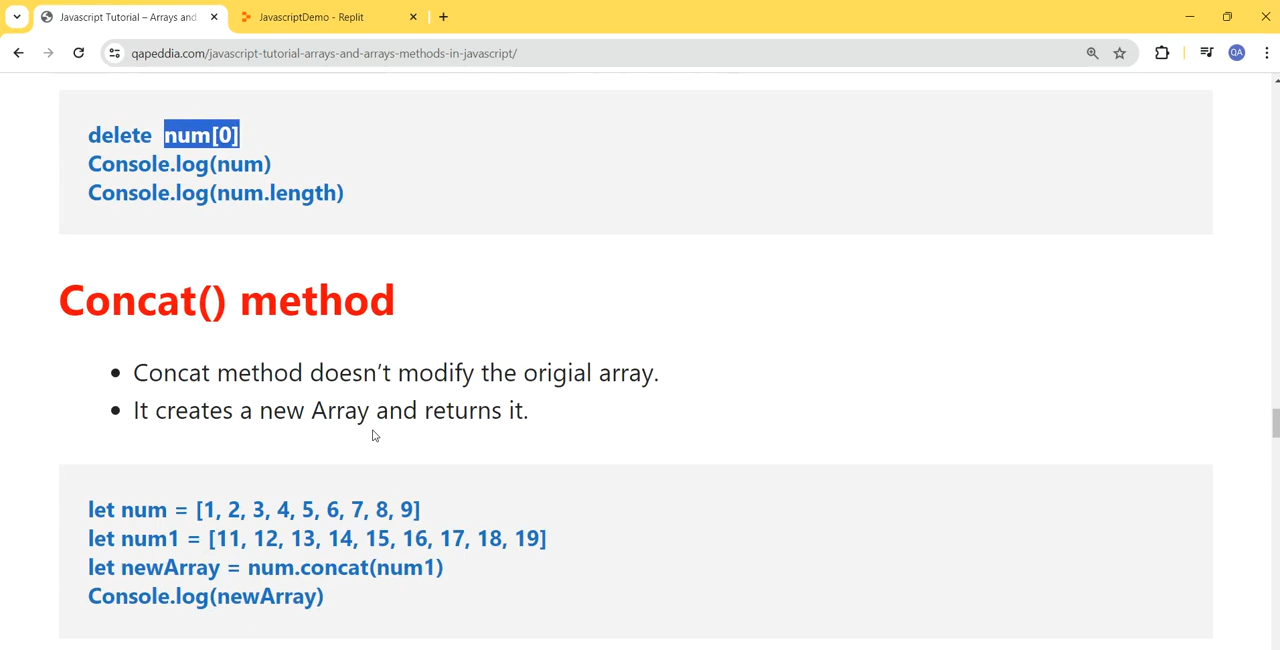 Javascript Tutorial – Arrays and
JavascriptDemo - Replit
qapeddia.com/javascript-tutorial-arrays-and-arrays-methods-in-javascript/
QA
delete num[0]
Console.log(num)
Console.log(num.length)
Concat() method
• Concat method doesn’t modify the origial array.
• It creates a new Array and returns it.
let num = [1, 2, 3, 4, 5, 6, 7, 8, 9]
let num1 = [11, 12, 13, 14, 15, 16, 17, 18, 19]
let newArray = num.concat(num1)
Console.log(newArray)